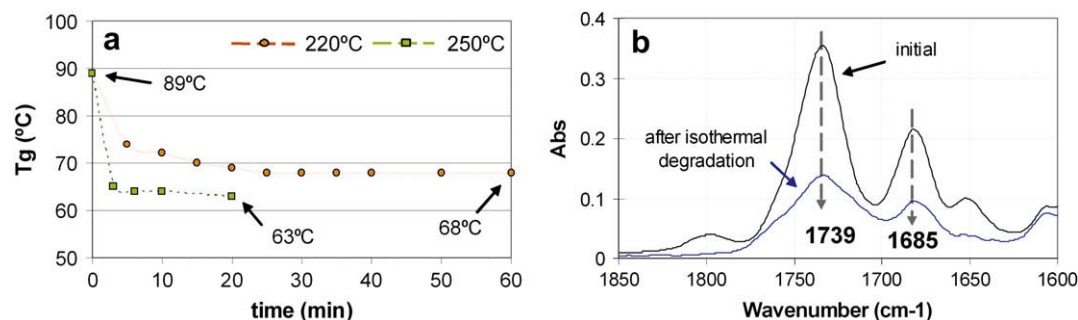 a
220ºC 250ºC
100
90
80
70
60
50
Tg (ºC)
89ºC
63ºC
68ºC
0 10 20 30 40 50 60
time (min)
b
initial
after isothermal
degradation
0.4
0.3
0.2
0.1
0
Abs
1739 1685
1850 1800 1750 1700 1650 1600
Wavenumber (cm-1)